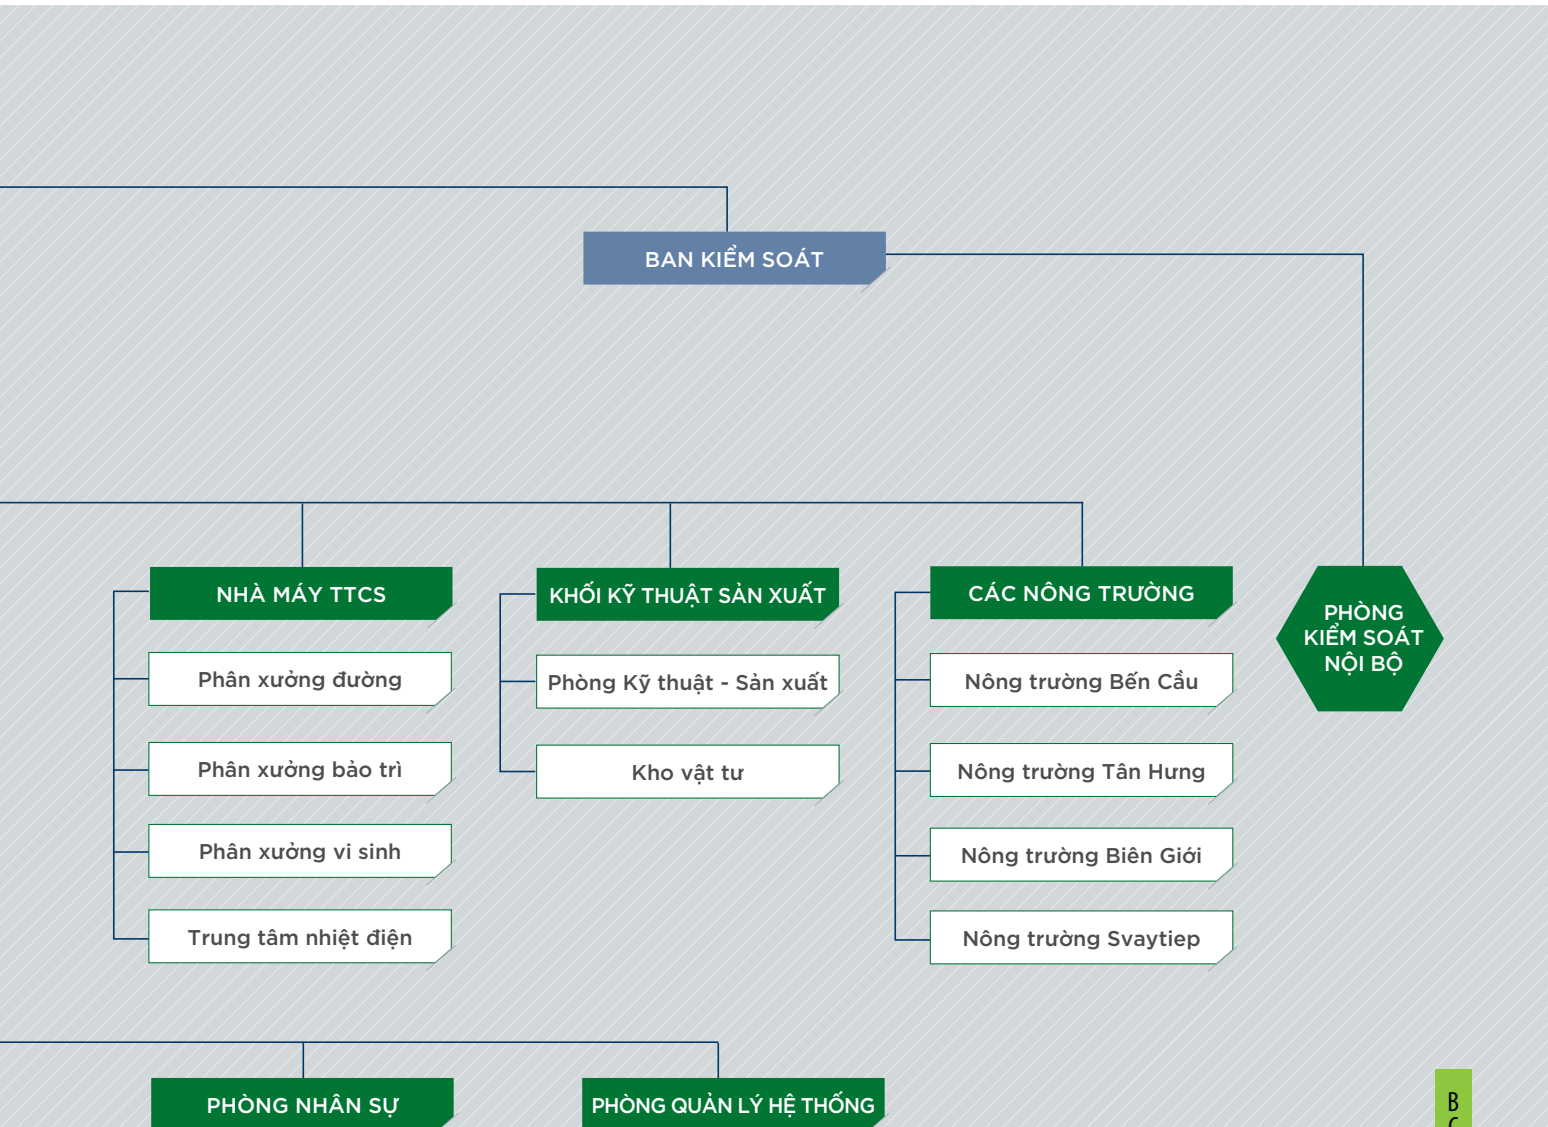 BAN KIỂM SOÁT
NHÀ MÁY TTCS
Phân xưởng đường
Phân xưởng bảo trì
Phân xưởng vi sinh
Trung tâm nhiệt điện
KHỐI KỸ THUẬT SẢN XUẤT
Phòng Kỹ thuật - Sản xuất
Kho vật tư
CÁC NÔNG TRƯỜNG
Nông trường Bến Cầu
Nông trường Tân Hưng
Nông trường Biên Giới
Nông trường Svaytiep
PHÒNG
KIỂM SOÁT
NỘI BỘ
PHÒNG NHÂN SỰ
PHÒNG QUẢN LÝ HỆ THỐNG
B